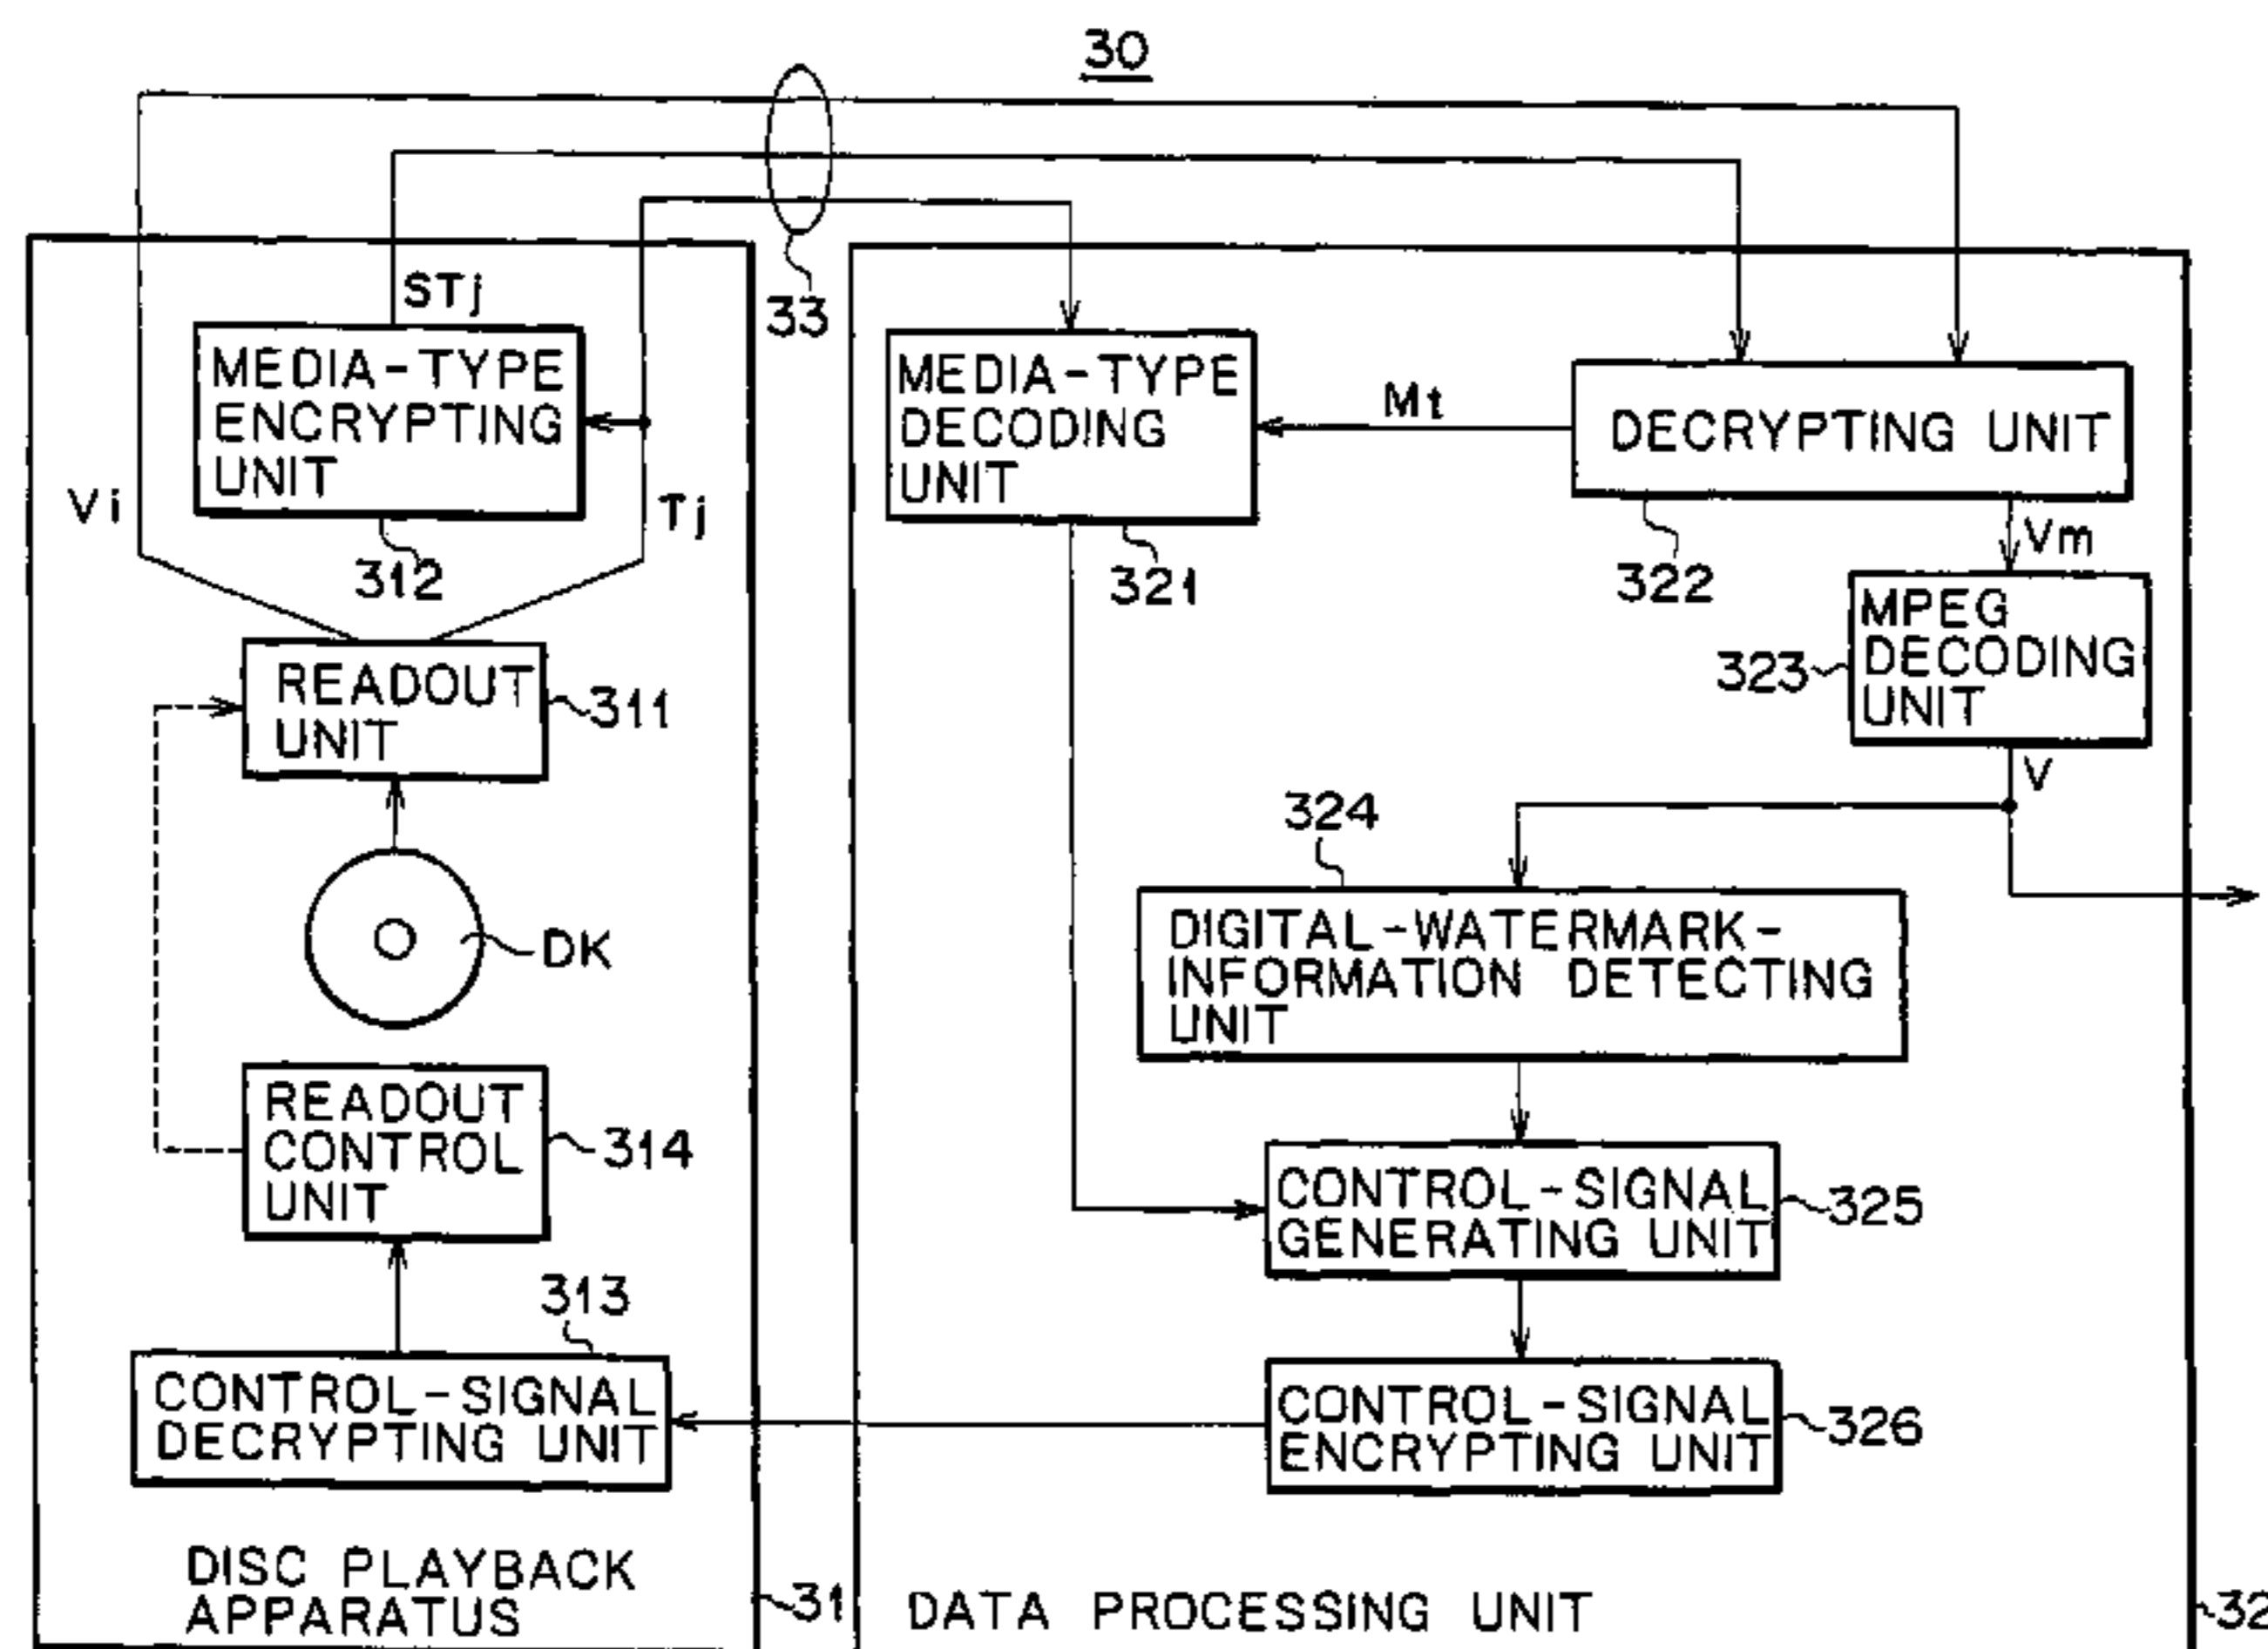 30
33
STj
MEDIA-TYPE
ENCRYPTING
UNIT
312
Vi
Tj
READOUT
UNIT
311
DK
READOUT
CONTROL
UNIT
314
313
CONTROL-SIGNAL
DECRYPTING UNIT
DISC PLAYBACK
APPARATUS
31
MEDIA-TYPE
DECODING
UNIT
321
Mt
DECRYPTING UNIT
322
Vm
MPEG
DECODING
UNIT
323
V
324
DIGITAL-WATERMARK-
INFORMATION DETECTING
UNIT
CONTROL-SIGNAL
GENERATING UNIT
325
CONTROL-SIGNAL
ENCRYPTING UNIT
326
DATA PROCESSING UNIT
32